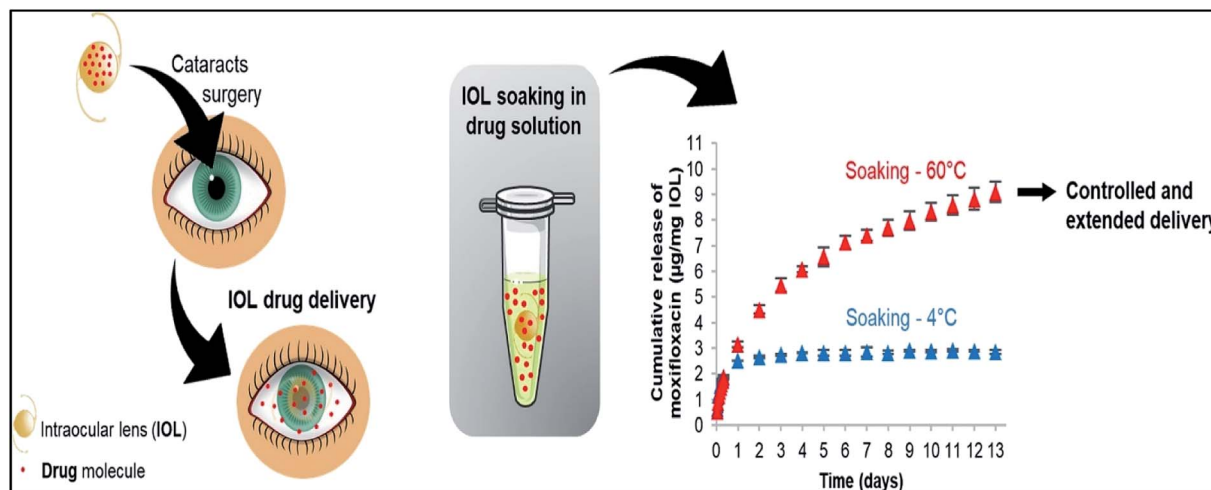 Cataracts
surgery
IOL drug delivery
Intraocular lens (IOL)
Drug molecule
IOL soaking in
drug solution
Cumulative release of
moxifloxacin (µg/mg IOL)
11
10
9
8
7
6
5
4
3
2
1
0
Soaking - 60°C
Soaking - 4°C
0 1 2 3 4 5 6 7 8 9 10 11 12 13
Time (days)
Controlled and
extended delivery